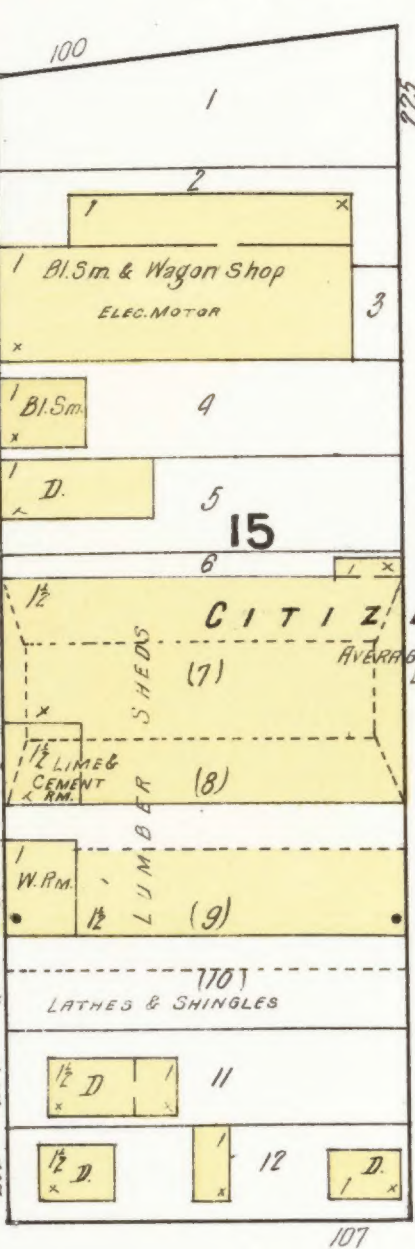 100
1
225
2
1 x
1 Bl. Sm & Wagon Shop
ELEC. MOTOR
3
x
1
Bl. Sm.
4
x
1
D.
5
15
6
1 x
1½
CITIZ
AVERAG
LUMBER SHEDS
(7)
x
1½ LIME &
CEMENT
RM.
(8)
1
W. RM.
1½
(9)
(10)
LATHES & SHINGLES
1½ D 1
x x
11
1½ D.
x
1
x
12
D.
1 x
107